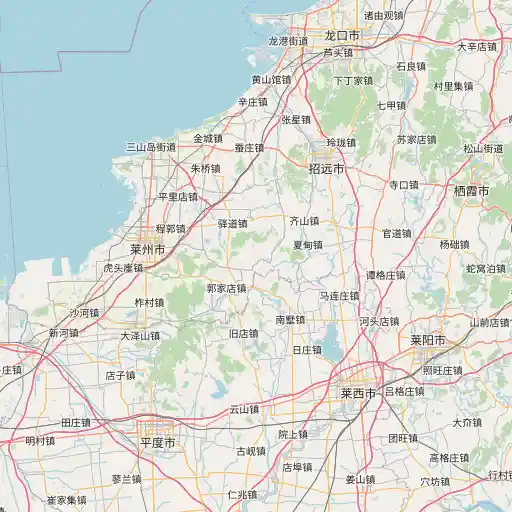 诸由观镇
龙口市
龙港街道
大辛店镇
芦头镇
石良镇
黄山馆镇
下丁家镇
村里集镇
辛庄镇
七甲镇
张星镇
金城镇
玲珑镇
苏家店镇
三山岛街道
蚕庄镇
松山街道
朱桥镇
招远市
寺口镇
栖霞市
平里店镇
驿道镇
齐山镇
程郭镇
官道镇
莱州市
夏甸镇
杨础镇
虎头崖镇
谭格庄镇
蛇窝泊镇
郭家店镇
柞村镇
马连庄镇
沙河镇
南墅镇
河头店镇
山前店镇
新河镇
大泽山镇
旧店镇
莱阳市
日庄镇
店子镇
照旺庄镇
莱西市
吕格庄镇
云山镇
田庄镇
大夼镇
院上镇
明村镇
平度市
团旺镇
古岘镇
高格庄镇
店埠镇
蓼兰镇
姜山镇
穴坊镇
行村镇
仁兆镇
崔家集镇